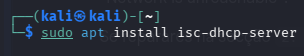 ┌──(kali㉿kali)-[~]
└─$ sudo apt install isc-dhcp-server